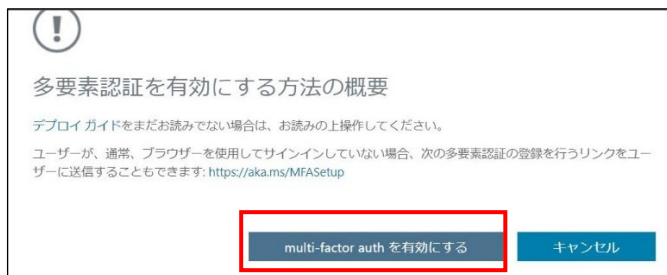 多要素認証を有効にする方法の概要
デプロイ ガイドをまだお読みでない場合は、お読みの上操作してください。
ユーザーが、通常、ブラウザーを使用してサインインしていない場合、次の多要素認証の登録を行うリンクをユー
ザーに送信することもできます: https://aka.ms/MFASetup
multi-factor auth を有効にする
キャンセル